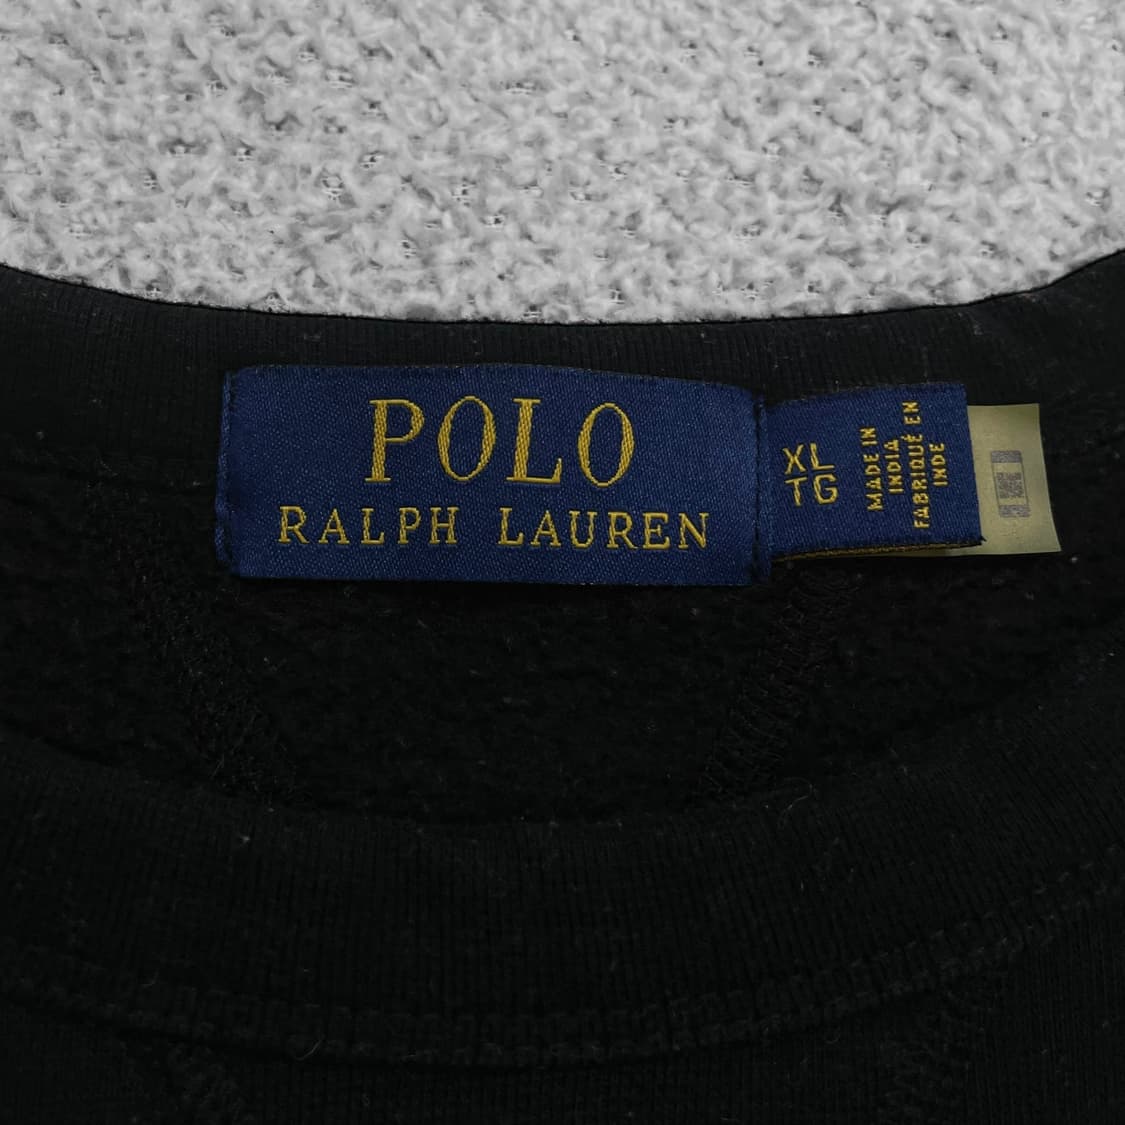 POLO
RALPH LAUREN
XL
TG
MADE IN
INDIA
FABRIQUÉ EN
INDE